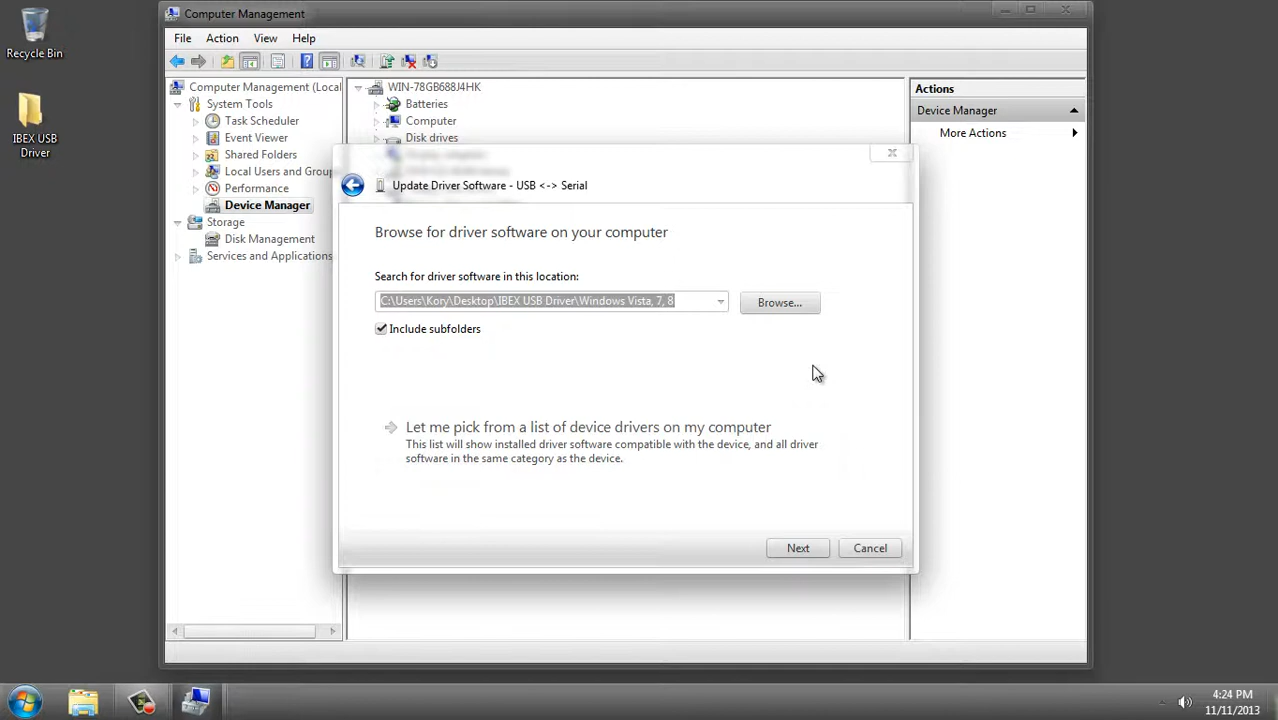 Recycle Bin
IBEX USB
Driver
Computer Management
File Action View Help
Computer Management (Local
System Tools
Task Scheduler
Event Viewer
Shared Folders
Local Users and Group
Performance
Device Manager
Storage
Disk Management
Services and Applications
WIN-78GB688J4HK
Batteries
Computer
Disk drives
Actions
Device Manager
More Actions
Update Driver Software - USB <-> Serial
Browse for driver software on your computer
Search for driver software in this location:
C:\Users\Kory\Desktop\IBEX USB Driver\Windows Vista, 7, 8
Browse...
Include subfolders
Let me pick from a list of device drivers on my computer
This list will show installed driver software compatible with the device, and all driver
software in the same category as the device.
Next Cancel
4:24 PM
11/11/2013